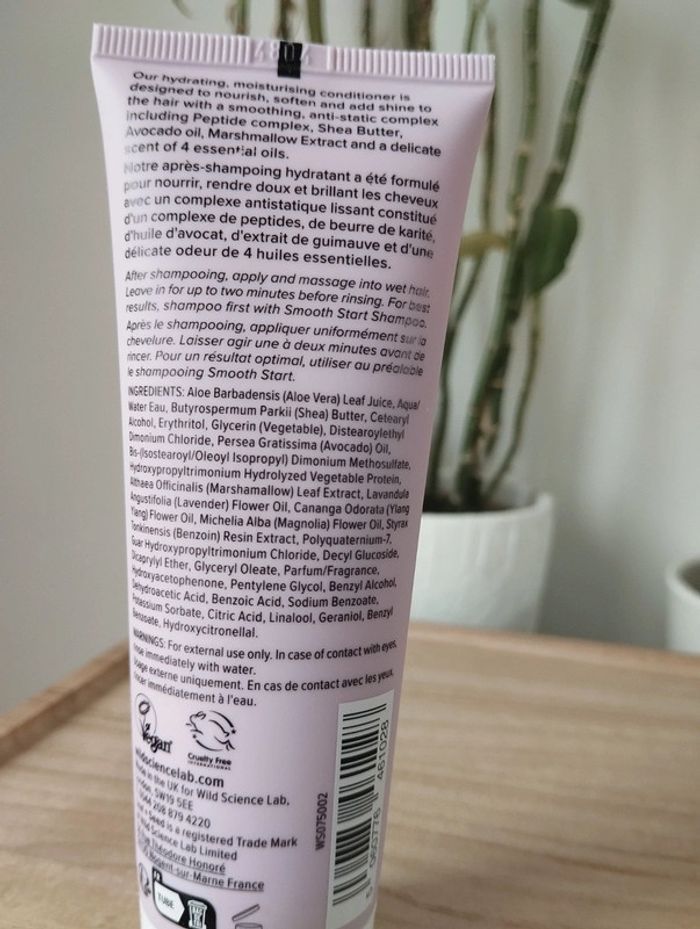 4804
Our hydrating, moisturising conditioner is
designed to nourish, soften and add shine to
the hair with a smoothing, anti-static complex
including Peptide complex, Shea Butter,
Avocado oil, Marshmallow Extract and a delicate
scent of 4 essential oils.
Notre après-shampoing hydratant a été formulé
pour nourrir, rendre doux et brillant les cheveux
avec un complexe antistatique lissant constitué
d'un complexe de peptides, de beurre de karité,
d'huile d'avocat, d'extrait de guimauve et d'une
délicate odeur de 4 huiles essentielles.
After shampooing, apply and massage into wet hair.
Leave in for up to two minutes before rinsing. For best
results, shampoo first with Smooth Start Shampoo.
Après le shampooing, appliquer uniformément sur la
chevelure. Laisser agir une à deux minutes avant de
rincer. Pour un résultat optimal, utiliser au préalable
le shampooing Smooth Start.
INGREDIENTS: Aloe Barbadensis (Aloe Vera) Leaf Juice, Aqua/
Water Eau, Butyrospermum Parkii (Shea) Butter, Cetearyl
Alcohol, Erythritol, Glycerin (Vegetable), Distearoylethyl
Dimonium Chloride, Persea Gratissima (Avocado) Oil,
Bis-(Isostearoyl/Oleoyl Isopropyl) Dimonium Methosulfate,
Hydroxypropyltrimonium Hydrolyzed Vegetable Protein,
Althaea Officinalis (Marshamallow) Leaf Extract, Lavandula
Angustifolia (Lavender) Flower Oil, Cananga Odorata (Ylang
Ylang) Flower Oil, Michelia Alba (Magnolia) Flower Oil, Styrax
Tonkinensis (Benzoin) Resin Extract, Polyquaternium-7,
Guar Hydroxypropyltrimonium Chloride, Decyl Glucoside,
Dicaprylyl Ether, Glyceryl Oleate, Parfum/Fragrance,
Hydroxyacetophenone, Pentylene Glycol, Benzyl Alcohol,
Dehydroacetic Acid, Benzoic Acid, Sodium Benzoate,
Potassium Sorbate, Citric Acid, Linalool, Geraniol, Benzyl
Benzoate, Hydroxycitronellal.
WARNINGS: For external use only. In case of contact with eyes,
rinse immediately with water.
Usage externe uniquement. En cas de contact avec les yeux,
rincer immédiatement à l'eau.
Vegan
Cruelty Free
INTERNATIONAL
wildsciencelab.com
Made in the UK for Wild Science Lab,
London, SW19 5EE
0044 208 879 4220
Seed is a registered Trade Mark
Wild Science Lab Limited
Théodore Honoré
Nogent-sur-Marne France
TUBE
WS075002
461028